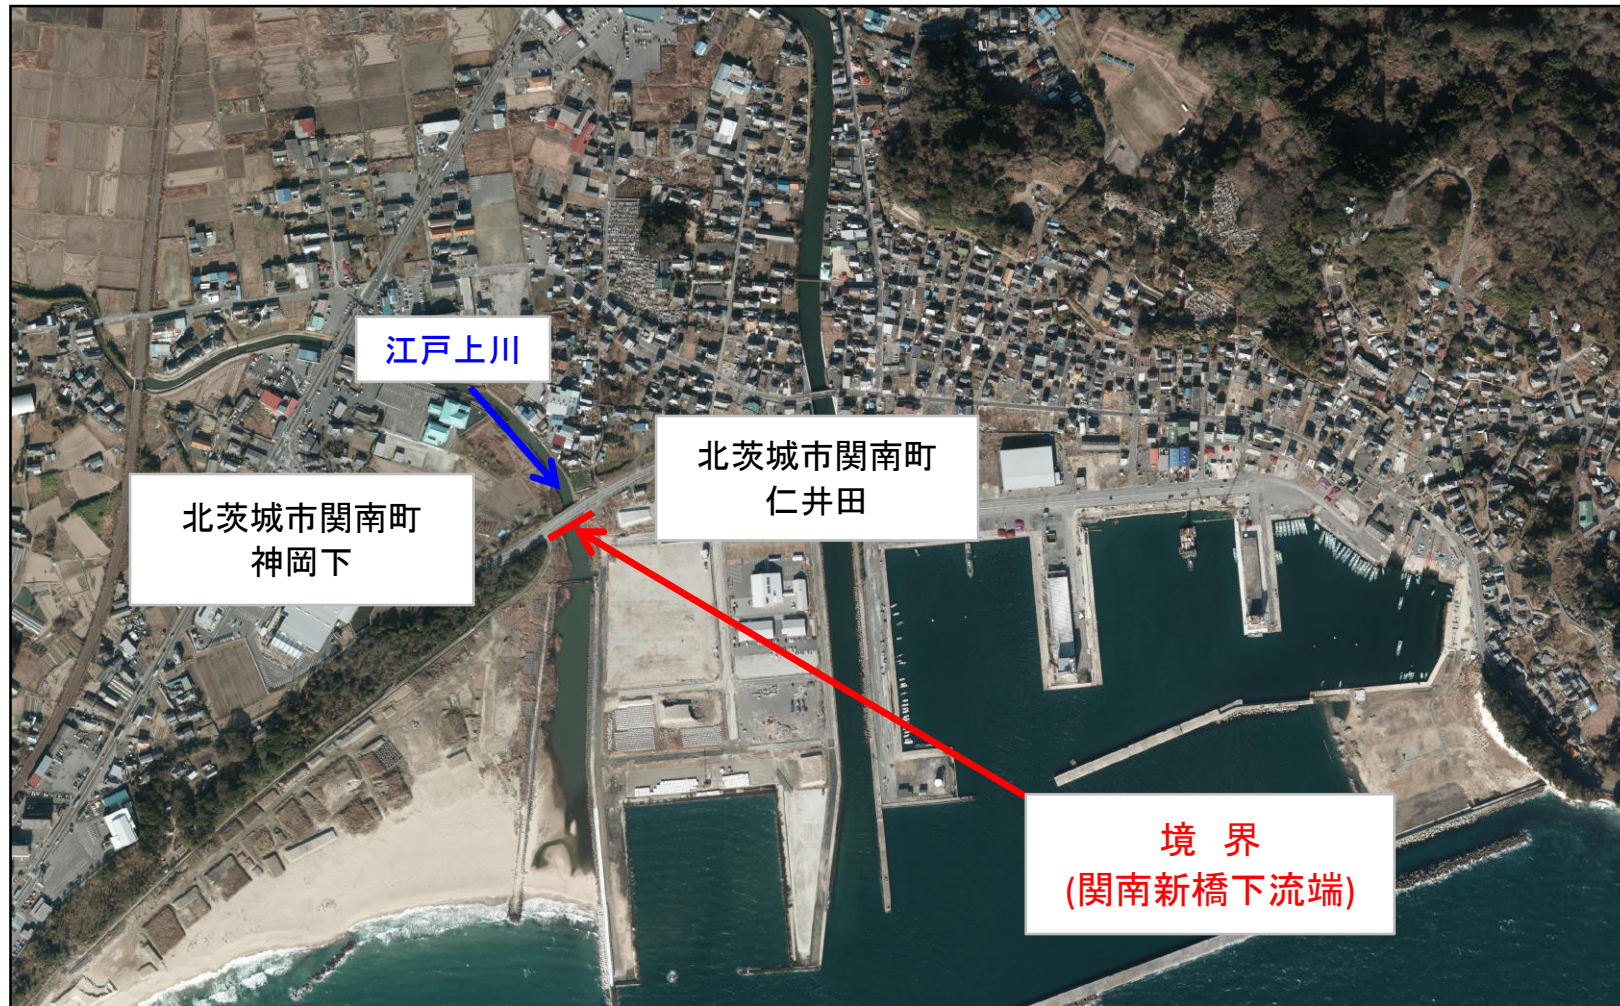 江戸上川
北茨城市関南町
仁井田
北茨城市関南町
神岡下
境 界
(関南新橋下流端)